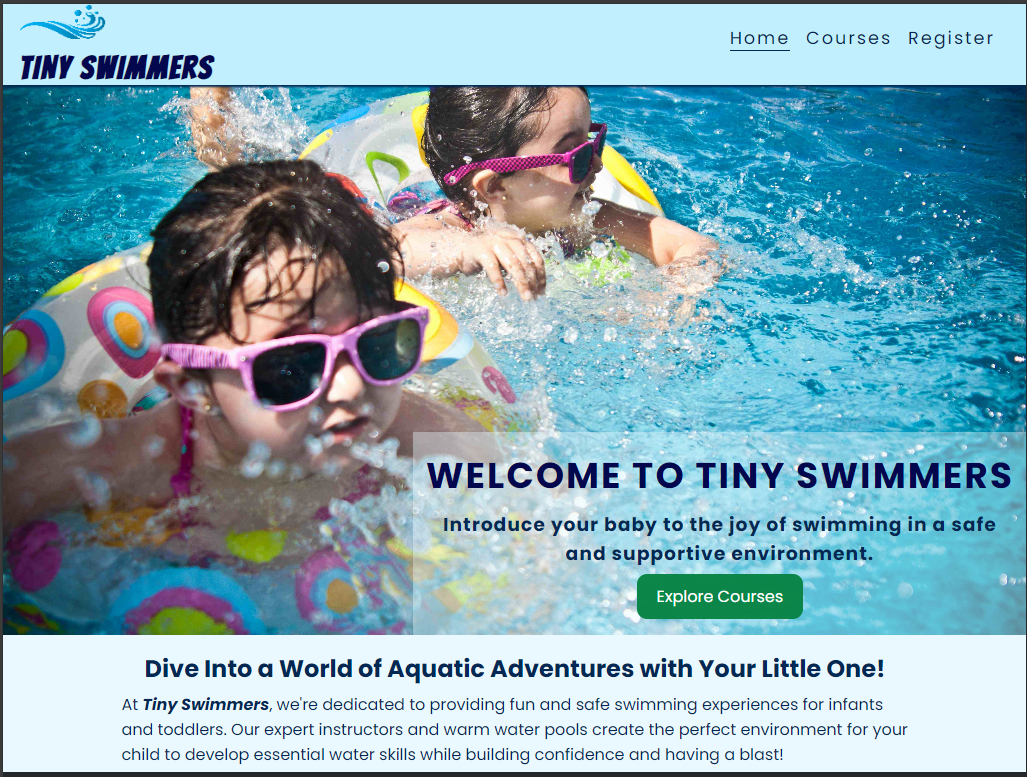 TINY SWIMMERS
Home Courses Register
WELCOME TO TINY SWIMMERS
Introduce your baby to the joy of swimming in a safe
and supportive environment.
Explore Courses
Dive Into a World of Aquatic Adventures with Your Little One!
At Tiny Swimmers, we're dedicated to providing fun and safe swimming experiences for infants
and toddlers. Our expert instructors and warm water pools create the perfect environment for your
child to develop essential water skills while building confidence and having a blast!